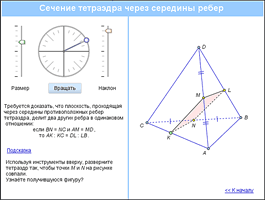 Сечение тетраэдра через середины ребер
Размер
Вращать
Наклон
Требуется доказать, что плоскость, проходящая
через середины противоположных ребер
тетраэдра, делит два других ребра в одинаковом
отношении:
если BN = NC и AM = MD,
то AK : KC = DL : LB.
Подсказка
Используя инструменты вверху, разверните
тетраэдр так, чтобы точки M и N на рисунке
совпали.
Узнаете получившуюся фигуру?
D
M
L
C
N
B
K
A
<< К началу